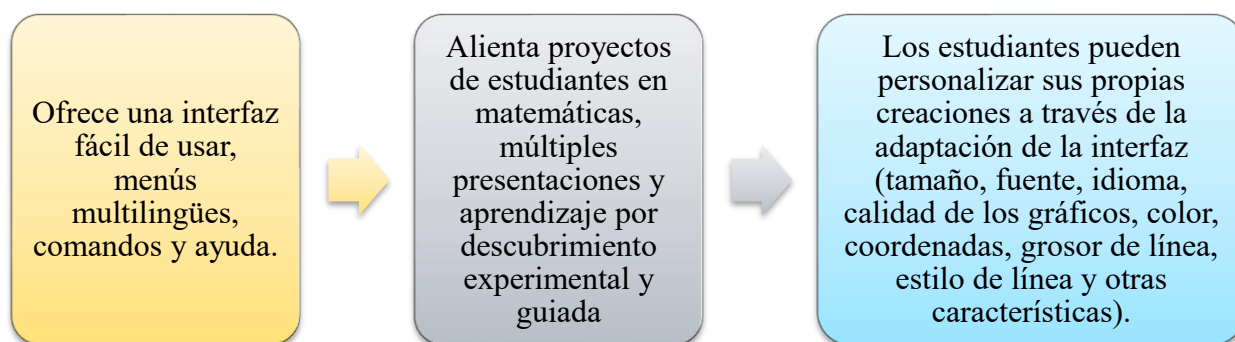 Ofrece una interfaz
fácil de usar,
menús
multilingües,
comandos y ayuda.
Alienta proyectos
de estudiantes en
matemáticas,
múltiples
presentaciones y
aprendizaje por
descubrimiento
experimental y
guiada
Los estudiantes pueden
personalizar sus propias
creaciones a través de la
adaptación de la interfaz
(tamaño, fuente, idioma,
calidad de los gráficos, color,
coordenadas, grosor de línea,
estilo de línea y otras
características).